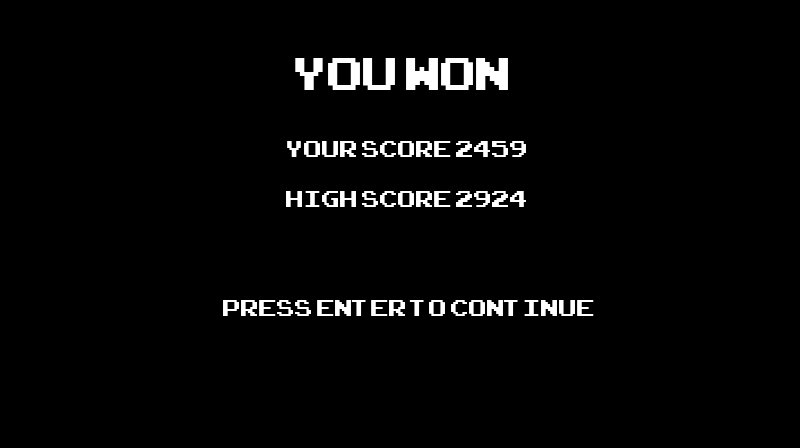 YOU WON
YOUR SCORE 2459
HIGH SCORE 2924
PRESS ENTER TO CONTINUE